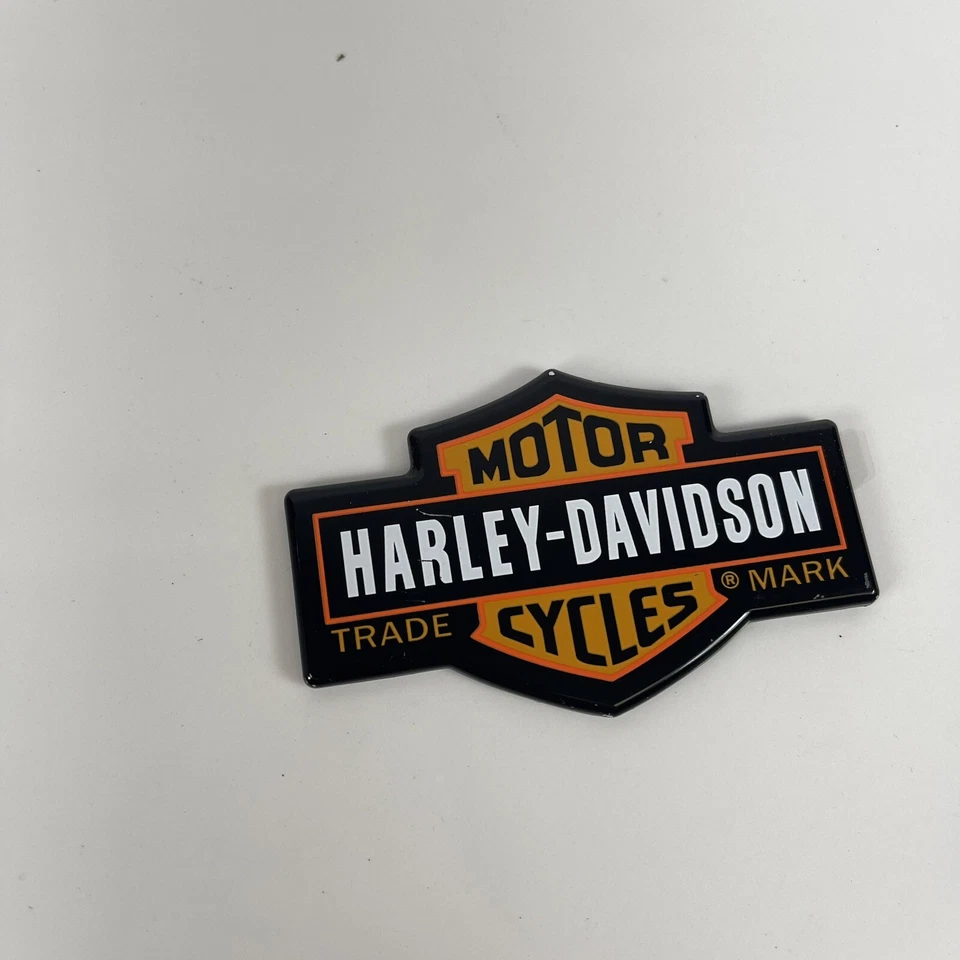 MOTOR
HARLEY-DAVIDSON
TRADE CYCLES ® MARK